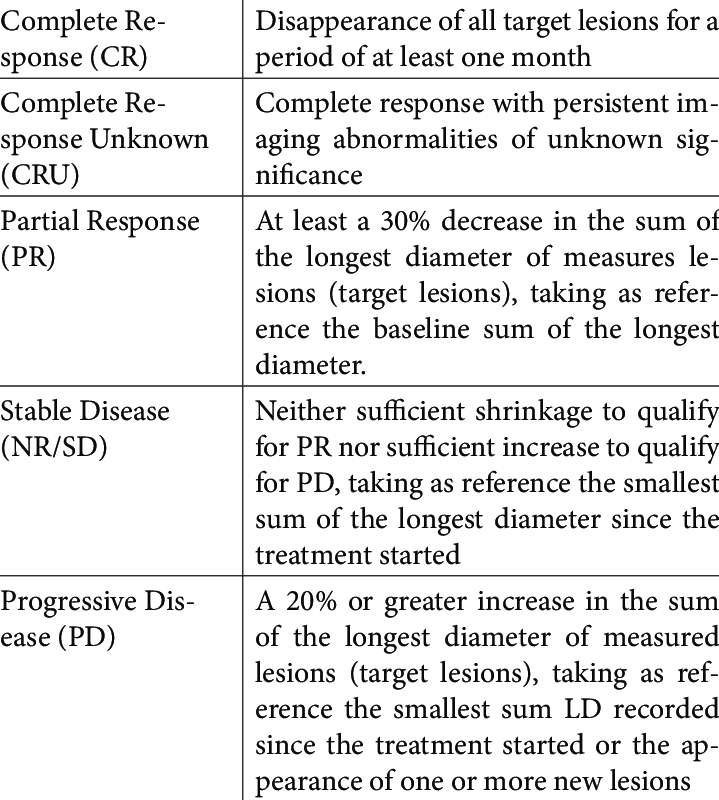 Complete Re-
sponse (CR)
Disappearance of all target lesions for a
period of at least one month
Complete Re-
sponse Unknown
(CRU)
Complete response with persistent im-
aging abnormalities of unknown sig-
nificance
Partial Response
(PR)
At least a 30% decrease in the sum of
the longest diameter of measures le-
sions (target lesions), taking as refer-
ence the baseline sum of the longest
diameter.
Stable Disease
(NR/SD)
Neither sufficient shrinkage to qualify
for PR nor sufficient increase to qualify
for PD, taking as reference the smallest
sum of the longest diameter since the
treatment started
Progressive Dis-
ease (PD)
A 20% or greater increase in the sum
of the longest diameter of measured
lesions (target lesions), taking as ref-
erence the smallest sum LD recorded
since the treatment started or the ap-
pearance of one or more new lesions